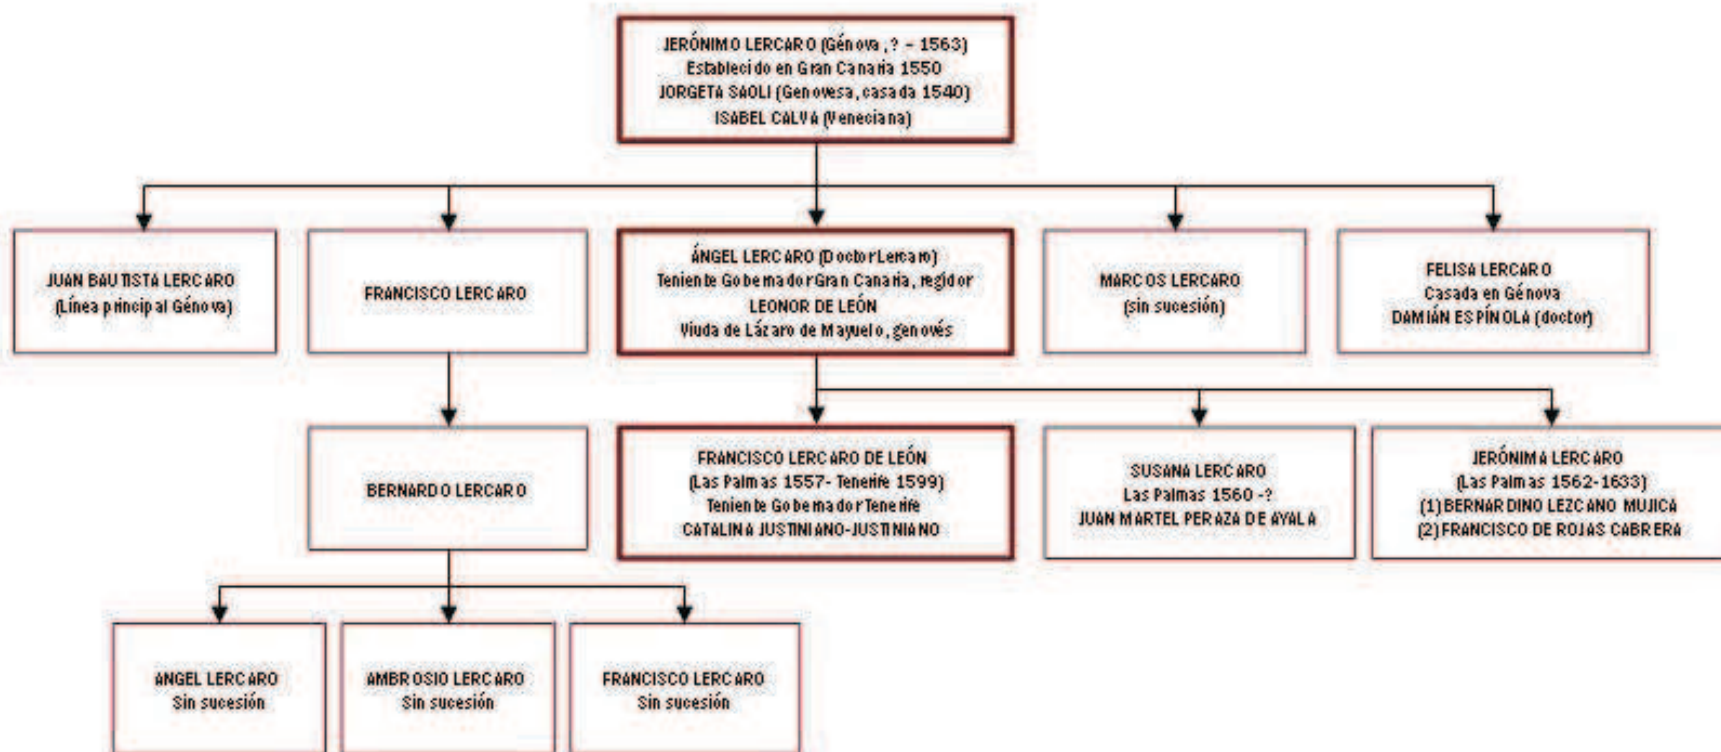 JERÓNIMO LERCARO (Génova, ? - 1563)
Establecido en Gran Canaria 1550
JORGETA SAOLI (Genovesa, casada 1540)
ISABEL CALVA (Veneciana)
JUAN BAUTISTA LERCARO
(Línea principal Génova)
FRANCISCO LERCARO
ÁNGEL LERCARO (Doctor Lercaro)
Teniente Gobernador Gran Canaria, regidor
LEONOR DE LEÓN
Viuda de Lázaro de Mayuelo, genovés
MARCOS LERCARO
(sin sucesión)
FELISA LERCARO
Casada en Génova
DAMIÁN ESPÍNOLA (doctor)
BERNARDO LERCARO
FRANCISCO LERCARO DE LEÓN
(Las Palmas 1557- Tenerife 1599)
Teniente Gobernador Tenerife
CATALINA JUSTINIANO-JUSTINIANO
SUSANA LERCARO
Las Palmas 1560 -?
JUAN MARTEL PERAZA DE AYALA
JERÓNIMA LERCARO
(Las Palmas 1562-1633)
(1) BERNARDINO LEZCANO MUJICA
(2) FRANCISCO DE ROJAS CABRERA
ANGEL LERCARO
Sin sucesión
AMBROSIO LERCARO
Sin sucesión
FRANCISCO LERCARO
Sin sucesión